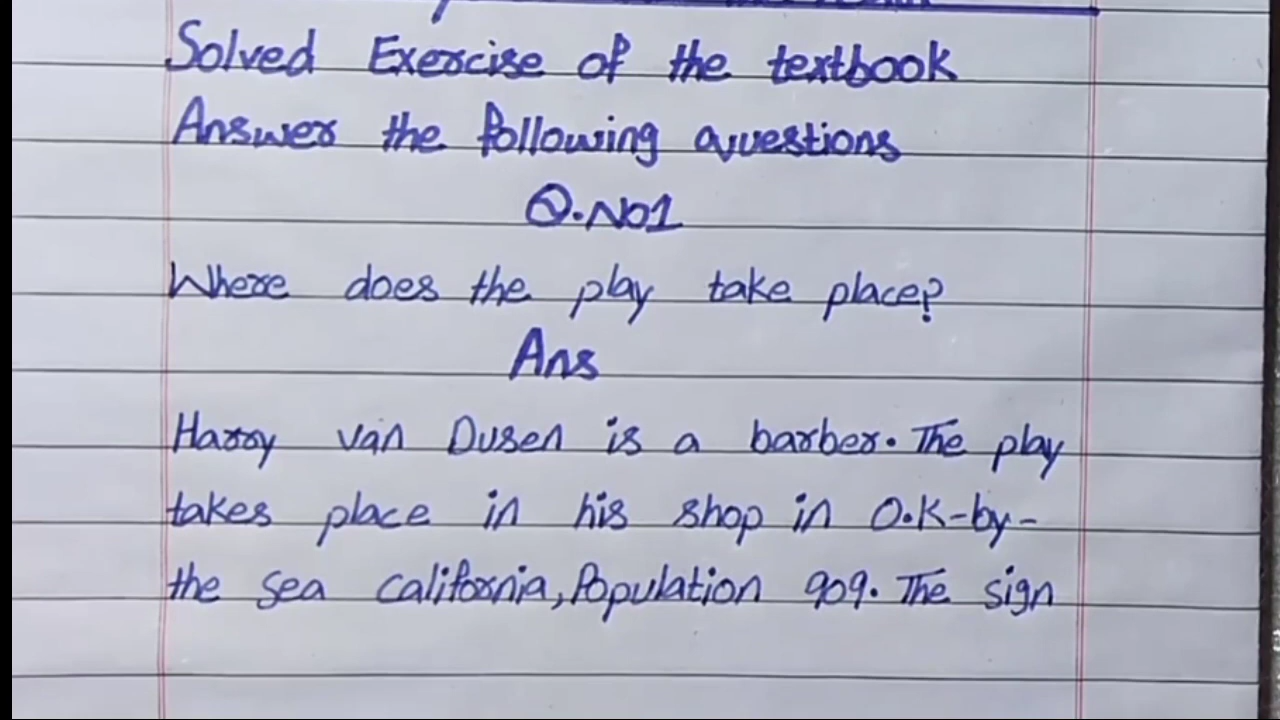 Solved Exercise of the textbook
Answer the following questions
Q.No1
Where does the play take place?
Ans
Harry van Dusen is a barber. The play
takes place in his shop in O.K-by-
the sea california, Population 909. The sign